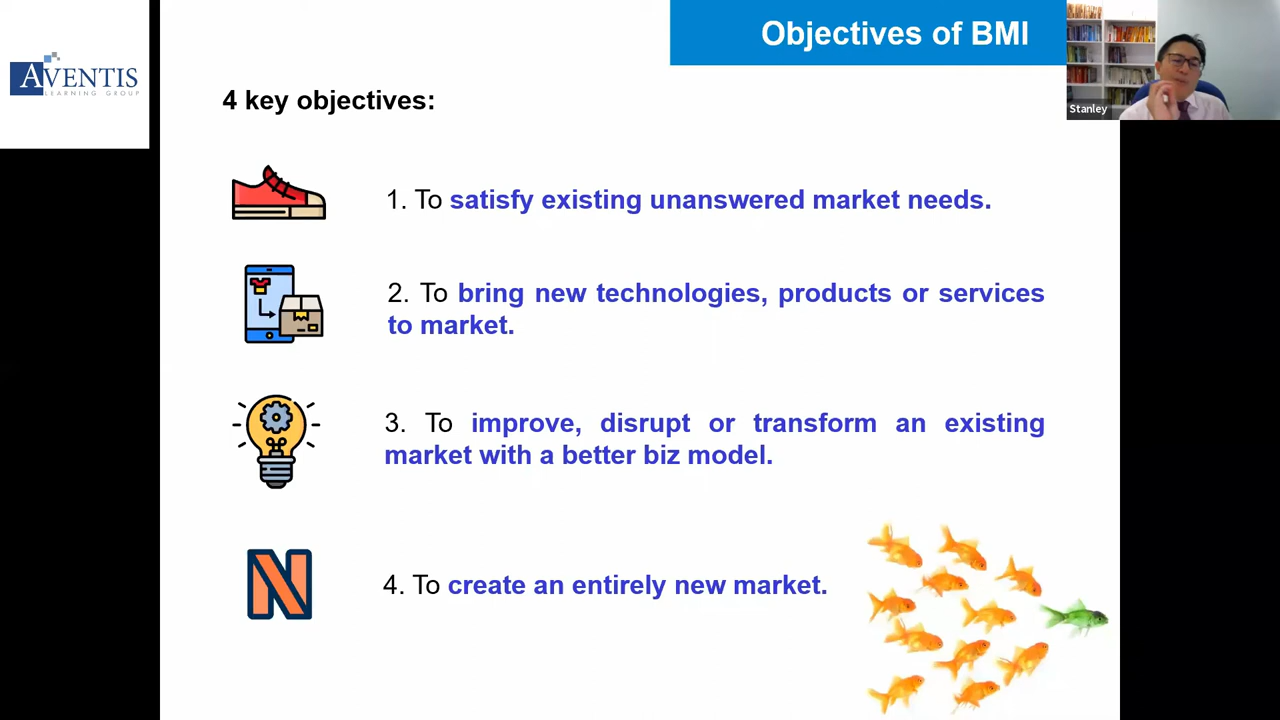 AVENTIS
LEARNING GROUP
Objectives of BMI
Stanley
4 key objectives:
1. To satisfy existing unanswered market needs.
2. To bring new technologies, products or services
to market.
3. To improve, disrupt or transform an existing
market with a better biz model.
N
4. To create an entirely new market.